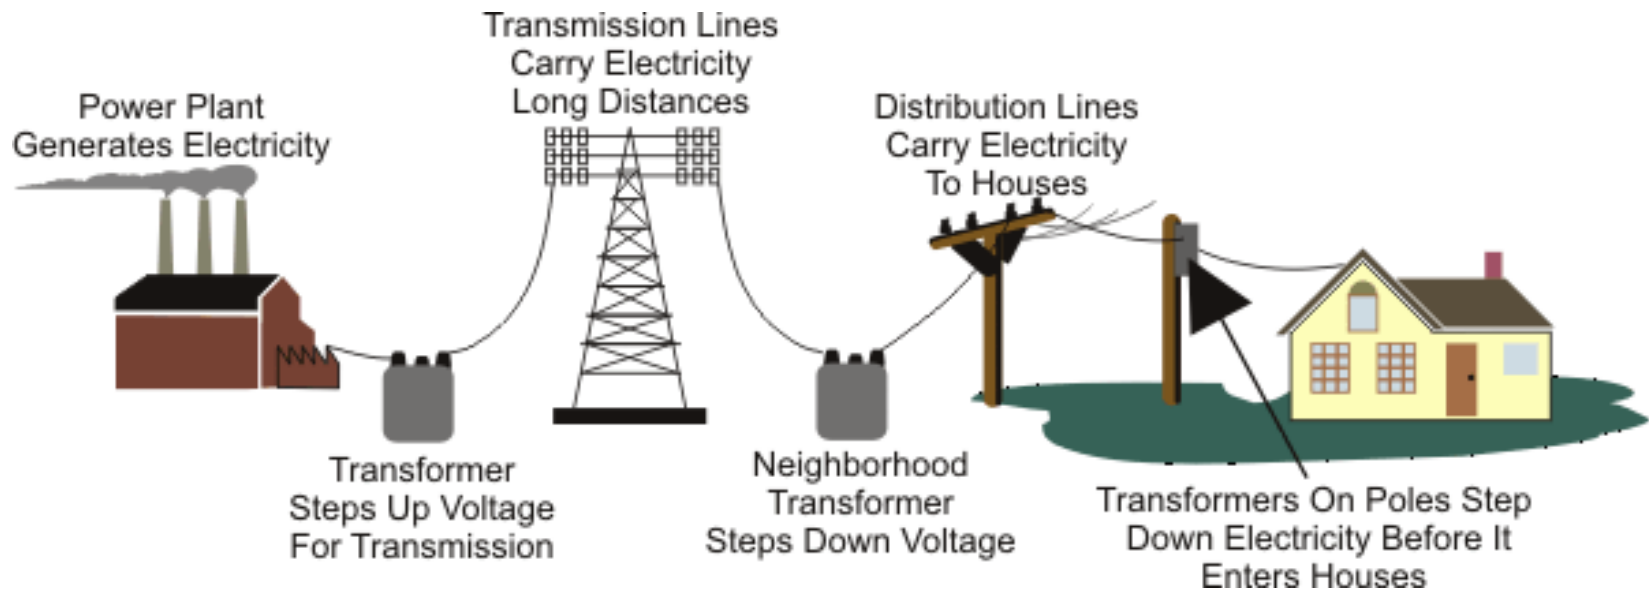 Power Plant
Generates Electricity
Transmission Lines
Carry Electricity
Long Distances
Distribution Lines
Carry Electricity
To Houses
Transformer
Steps Up Voltage
For Transmission
Neighborhood
Transformer
Steps Down Voltage
Transformers On Poles Step
Down Electricity Before It
Enters Houses